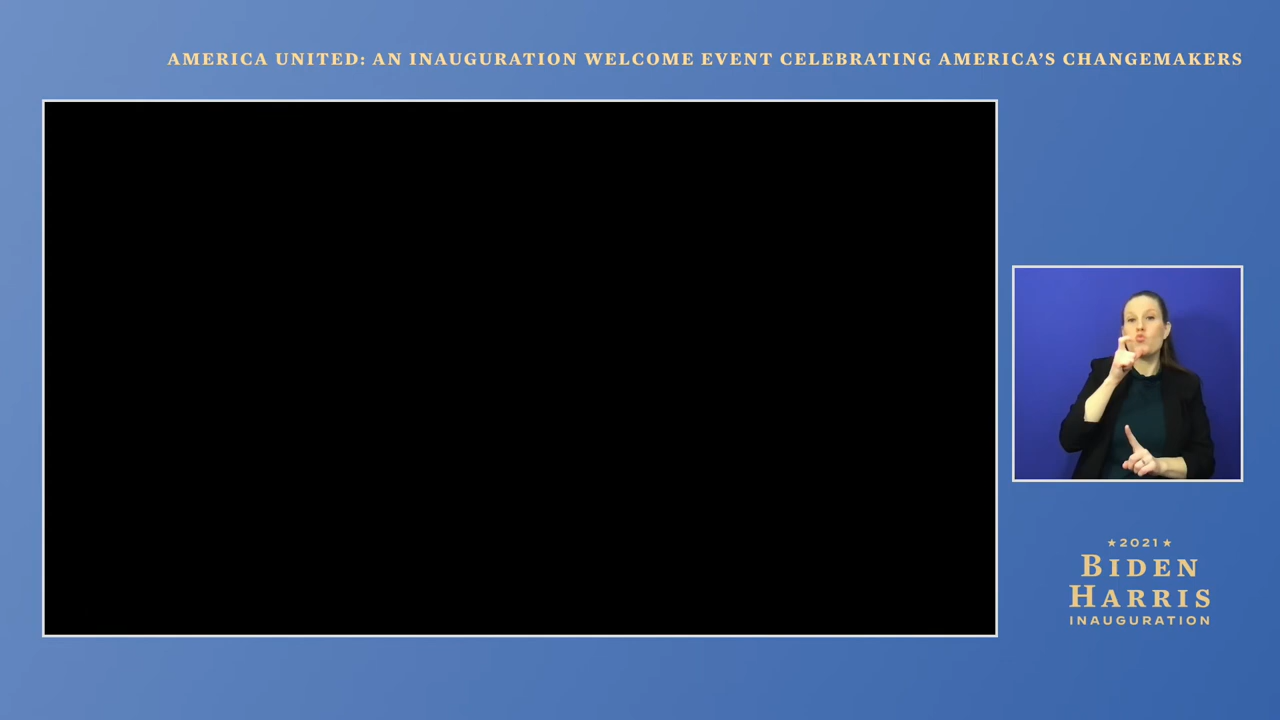 AMERICA UNITED: AN INAUGURATION WELCOME EVENT CELEBRATING AMERICA’S CHANGEMAKERS
★2021★
BIDEN
HARRIS
INAUGURATION